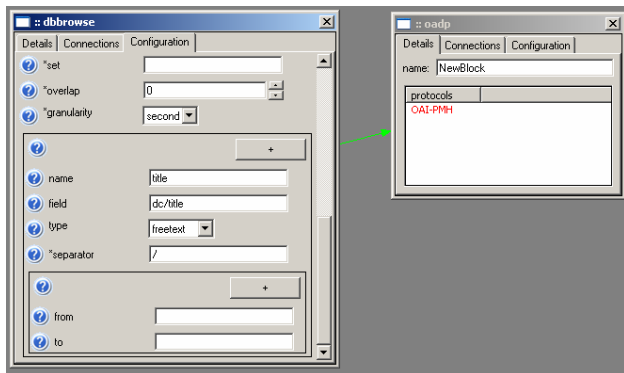 :: dbbrowse
Details Connections Configuration
*set
*overlap 0
*granularity second
+
name title
field dc/title
type freetext
*separator /
+
from
to
:: oadp
Details Connections Configuration
name: NewBlock
protocols
OAI-PMH